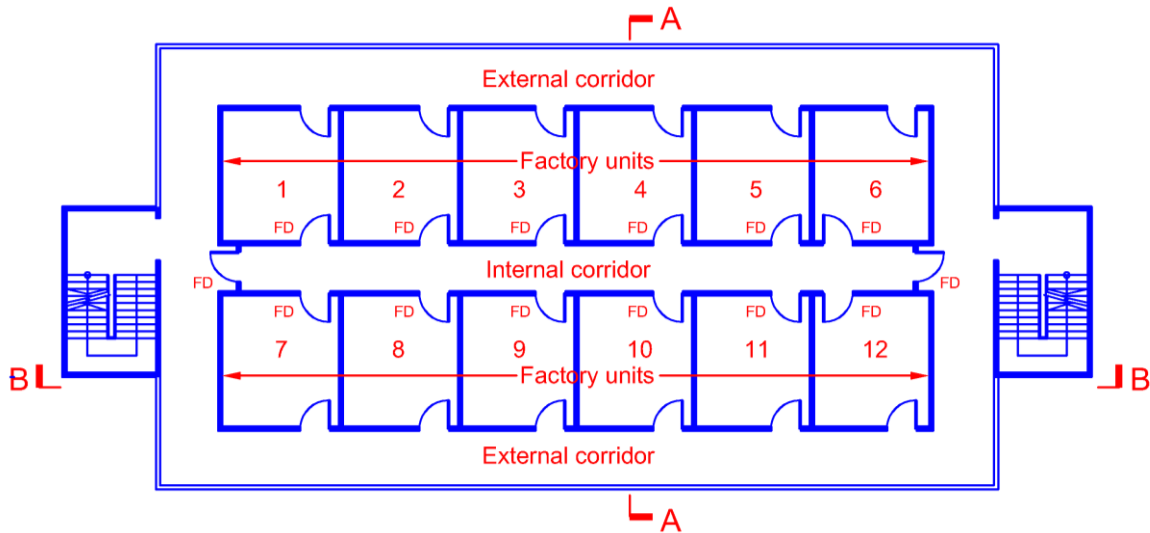 A
External corridor
Factory units
1 2 3 4 5 6
FD FD FD FD FD FD
Internal corridor
FD FD
FD FD FD FD FD FD
7 8 9 10 11 12
B B
Factory units
External corridor
A